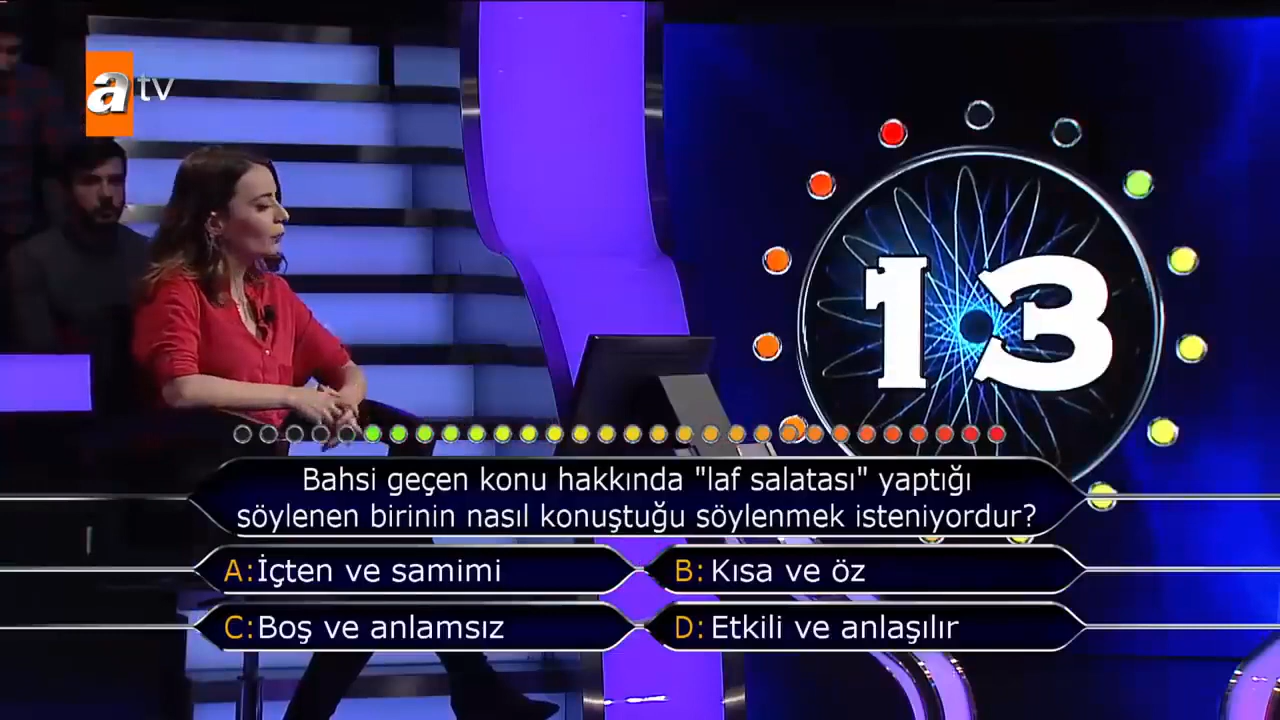 a tv
13
Bahsi geçen konu hakkında "laf salatası" yaptığı
söylenen birinin nasıl konuştuğu söylenmek isteniyordur?
A: İçten ve samimi
B: Kısa ve öz
C: Boş ve anlamsız
D: Etkili ve anlaşılır